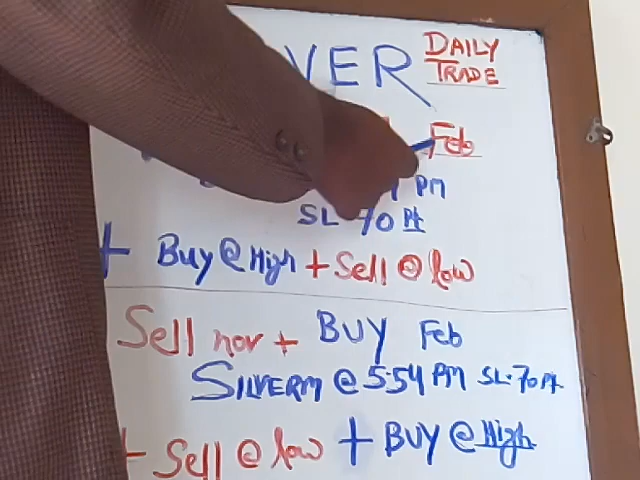 VER DAILY TRADE
Feb
PM
SL 70 Pt
+ Buy @ High + Sell @ low
Sell nov + BUY Feb
SILVERM @ 5:54 PM SL. 70 Pt
+ Sell @ low + BUY @ High